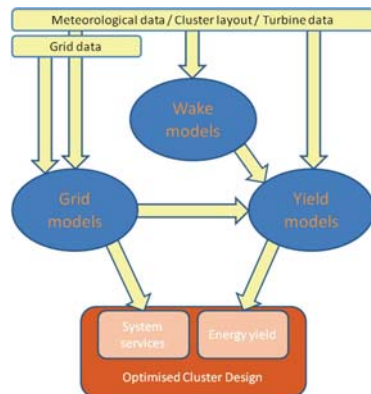 Meteorological data / Cluster layout / Turbine data
Grid data
Wake
models
Grid
models
Yield
models
System
services
Energy yield
Optimised Cluster Design